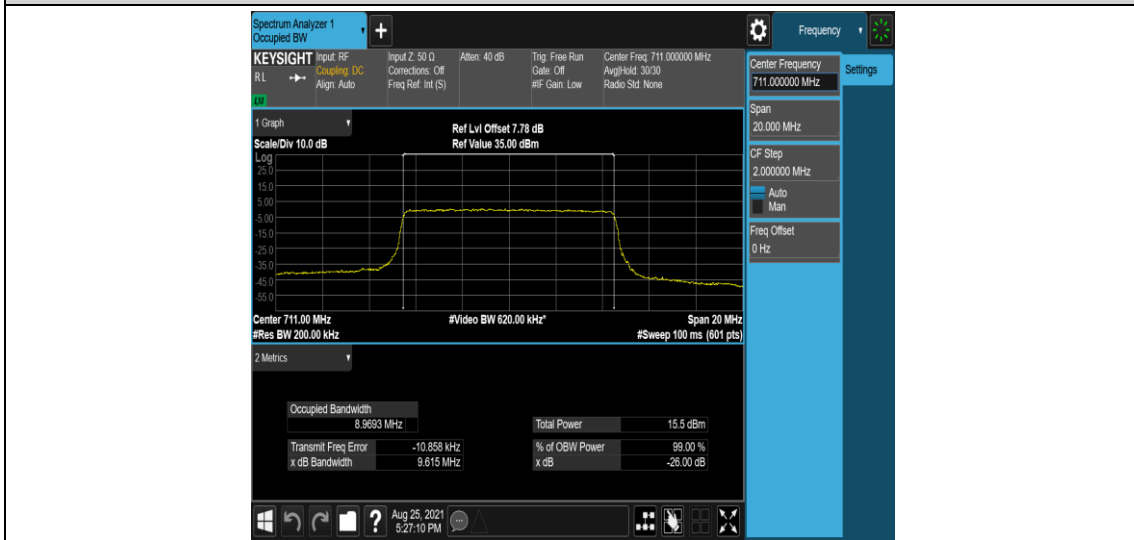 Spectrum Analyzer 1
Occupied BW
+
Frequency
KEYSIGHT
RL
LXI
Input: RF
Coupling: DC
Align: Auto
Input Z: 50 Ω
Corrections: Off
Freq Ref: Int (S)
Atten: 40 dB
Trig: Free Run
Gate: Off
#IF Gain: Low
Center Freq: 711.000000 MHz
Avg|Hold: 30/30
Radio Std: None
Center Frequency
711.000000 MHz
Settings
Span
20.000 MHz
CF Step
2.000000 MHz
Auto
Man
Freq Offset
0 Hz
1 Graph
Scale/Div 10.0 dB
Ref Lvl Offset 7.78 dB
Ref Value 35.00 dBm
Log
25.0
15.0
5.00
-5.00
-15.0
-25.0
-35.0
-45.0
-55.0
Center 711.00 MHz
#Res BW 200.00 kHz
#Video BW 620.00 kHz*
Span 20 MHz
#Sweep 100 ms (601 pts)
2 Metrics
Occupied Bandwidth
8.9693 MHz
Transmit Freq Error -10.858 kHz
x dB Bandwidth 9.615 MHz
Total Power 15.5 dBm
% of OBW Power 99.00 %
x dB -26.00 dB
?
Aug 25, 2021
5:27:10 PM